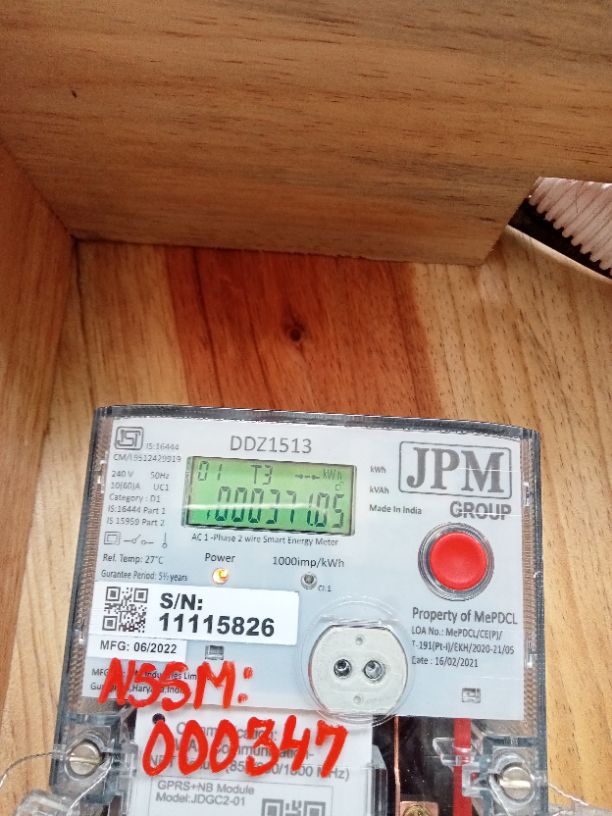 IS:16444
CM/L9512429919
DDZ1513
240 V 50Hz
10(60)A UC1
Category : D1
IS:16444 Part 1
IS 15959 Part 2
01 T3 kWh
000371.05
kWh
kVAh
Made In India
JPM
GROUP
AC 1 -Phase 2 wire Smart Energy Meter
Ref. Temp: 27°C
Gurantee Period: 5½ years
Power
1000imp/kWh
S/N:
11115826
MFG: 06/2022
Property of MePDCL
LOA No.: MePDCL/CE(P)/
T-191(Pt-I)/EKH/2020-21/05
Date : 16/02/2021
NSSM:
000347
GPRS+NB Module
Model:JDGC2-01